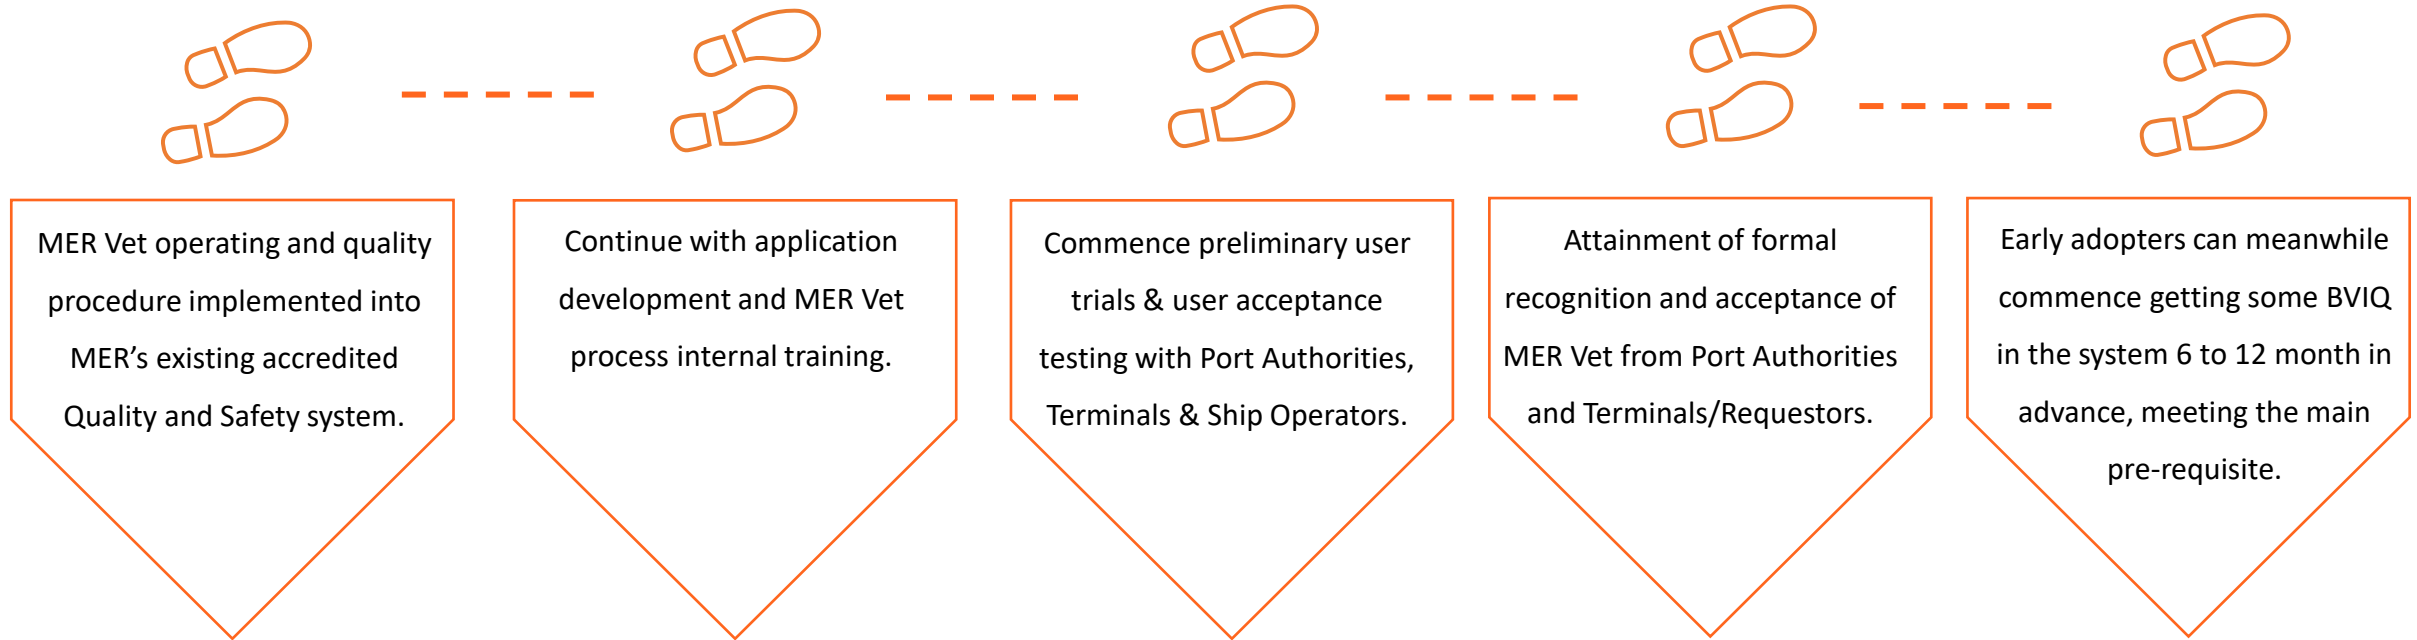 MER Vet operating and quality
procedure implemented into
MER’s existing accredited
Quality and Safety system.
Continue with application
development and MER Vet
process internal training.
Commence preliminary user
trials & user acceptance
testing with Port Authorities,
Terminals & Ship Operators.
Attainment of formal
recognition and acceptance of
MER Vet from Port Authorities
and Terminals/Requestors.
Early adopters can meanwhile
commence getting some BVIQ
in the system 6 to 12 month in
advance, meeting the main
pre-requisite.